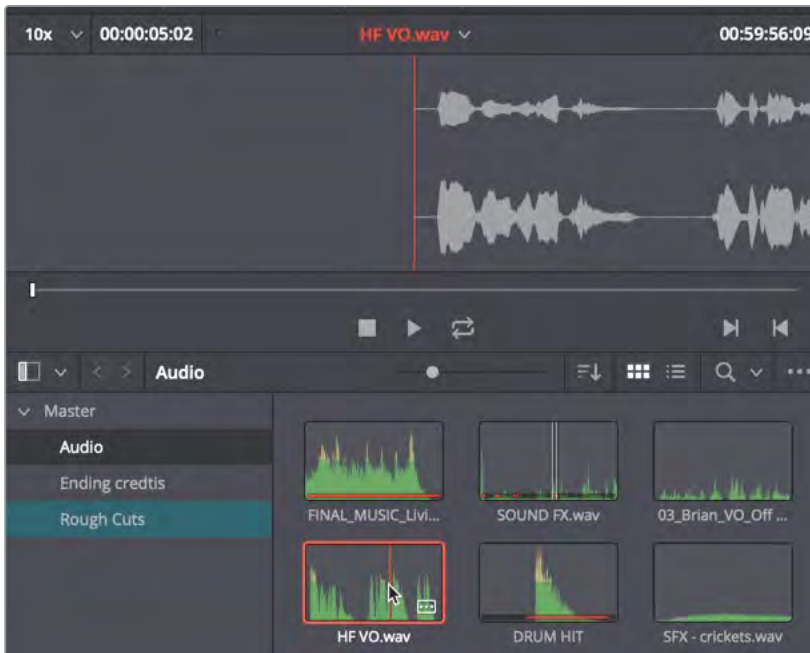 10x 00:00:05:02 HF VO.wav 00:59:56:09
Audio
Master
Audio
Ending credtis
Rough Cuts
FINAL_MUSIC_Livi... SOUND FX.wav 03_Brian_VO_Off ...
HF VO.wav DRUM HIT SFX - crickets.wav